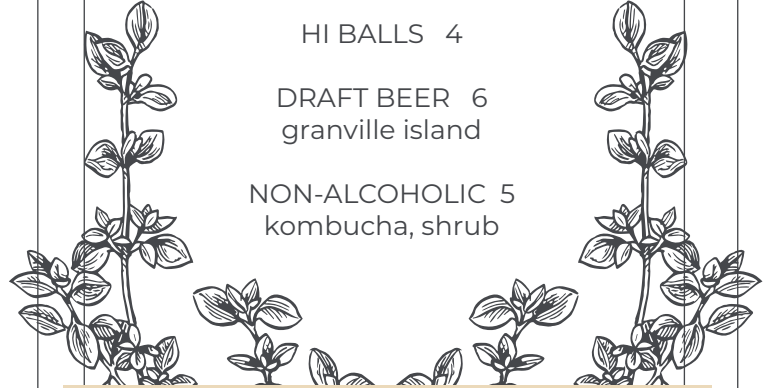 HI BALLS 4
DRAFT BEER 6
granville island
NON-ALCOHOLIC 5
kombucha, shrub